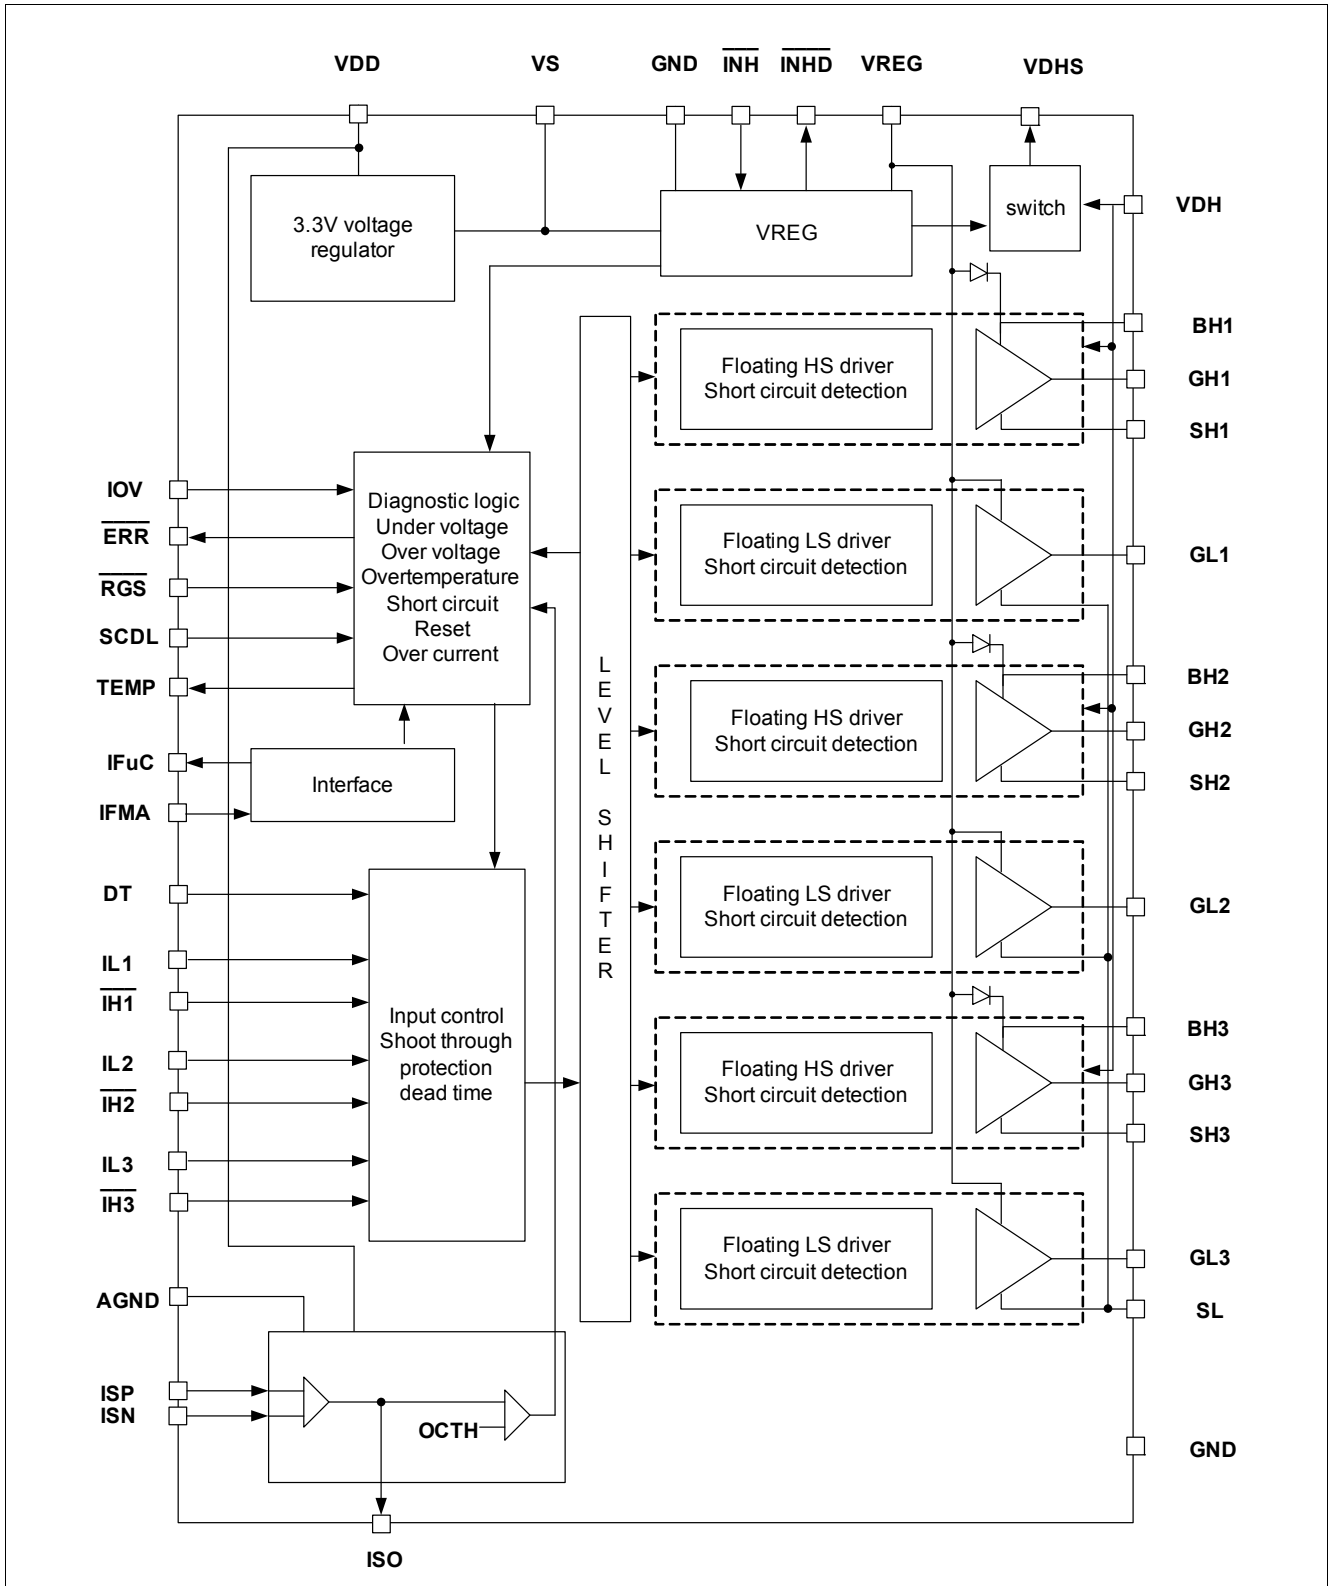 VDD
VS
GND
INH
INHD
VREG
VDHS
3.3V voltage
regulator
VREG
switch
VDH
Floating HS driver
Short circuit detection
BH1
GH1
SH1
IOV
ERR
RGS
SCDL
TEMP
Diagnostic logic
Under voltage
Over voltage
Overtemperature
Short circuit
Reset
Over current
Floating LS driver
Short circuit detection
GL1
LEVEL SHIFTER
Floating HS driver
Short circuit detection
BH2
GH2
SH2
IFuC
IFMA
Interface
Floating LS driver
Short circuit detection
GL2
DT
IL1
IH1
IL2
IH2
IL3
IH3
Input control
Shoot through
protection
dead time
Floating HS driver
Short circuit detection
BH3
GH3
SH3
Floating LS driver
Short circuit detection
GL3
SL
AGND
ISP
ISN
OCTH
GND
ISO